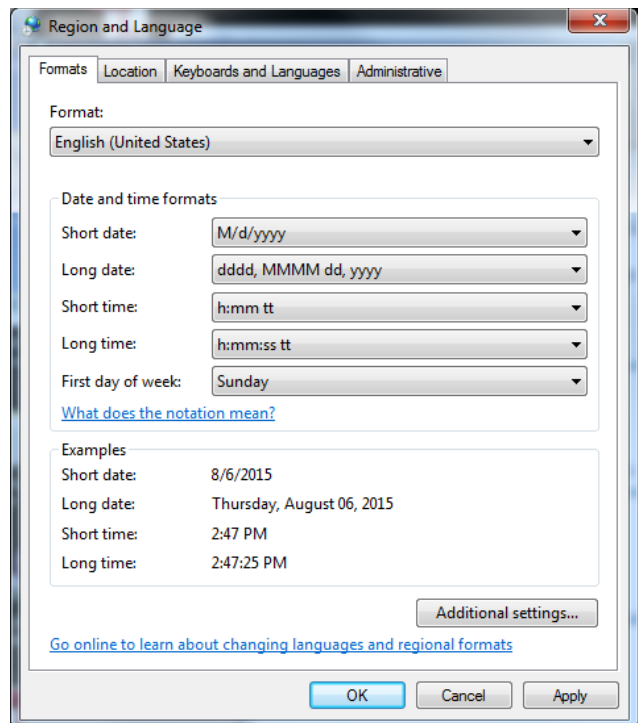 Region and Language
Formats Location Keyboards and Languages Administrative
Format:
English (United States)
Date and time formats
Short date: M/d/yyyy
Long date: dddd, MMMM dd, yyyy
Short time: h:mm tt
Long time: h:mm:ss tt
First day of week: Sunday
What does the notation mean?
Examples
Short date: 8/6/2015
Long date: Thursday, August 06, 2015
Short time: 2:47 PM
Long time: 2:47:25 PM
Additional settings...
Go online to learn about changing languages and regional formats
OK Cancel Apply